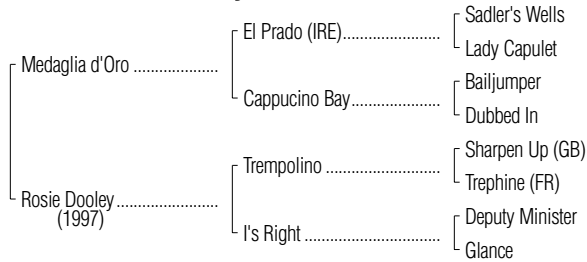 Sadler's Wells
El Prado (IRE)......................
Lady Capulet
Medaglia d'Oro ...................
Bailjumper
Cappucino Bay....................
Dubbed In
Sharpen Up (GB)
Trempolino .........................
Trephine (FR)
Rosie Dooley.......................
(1997)
Deputy Minister
I's Right ..............................
Glance